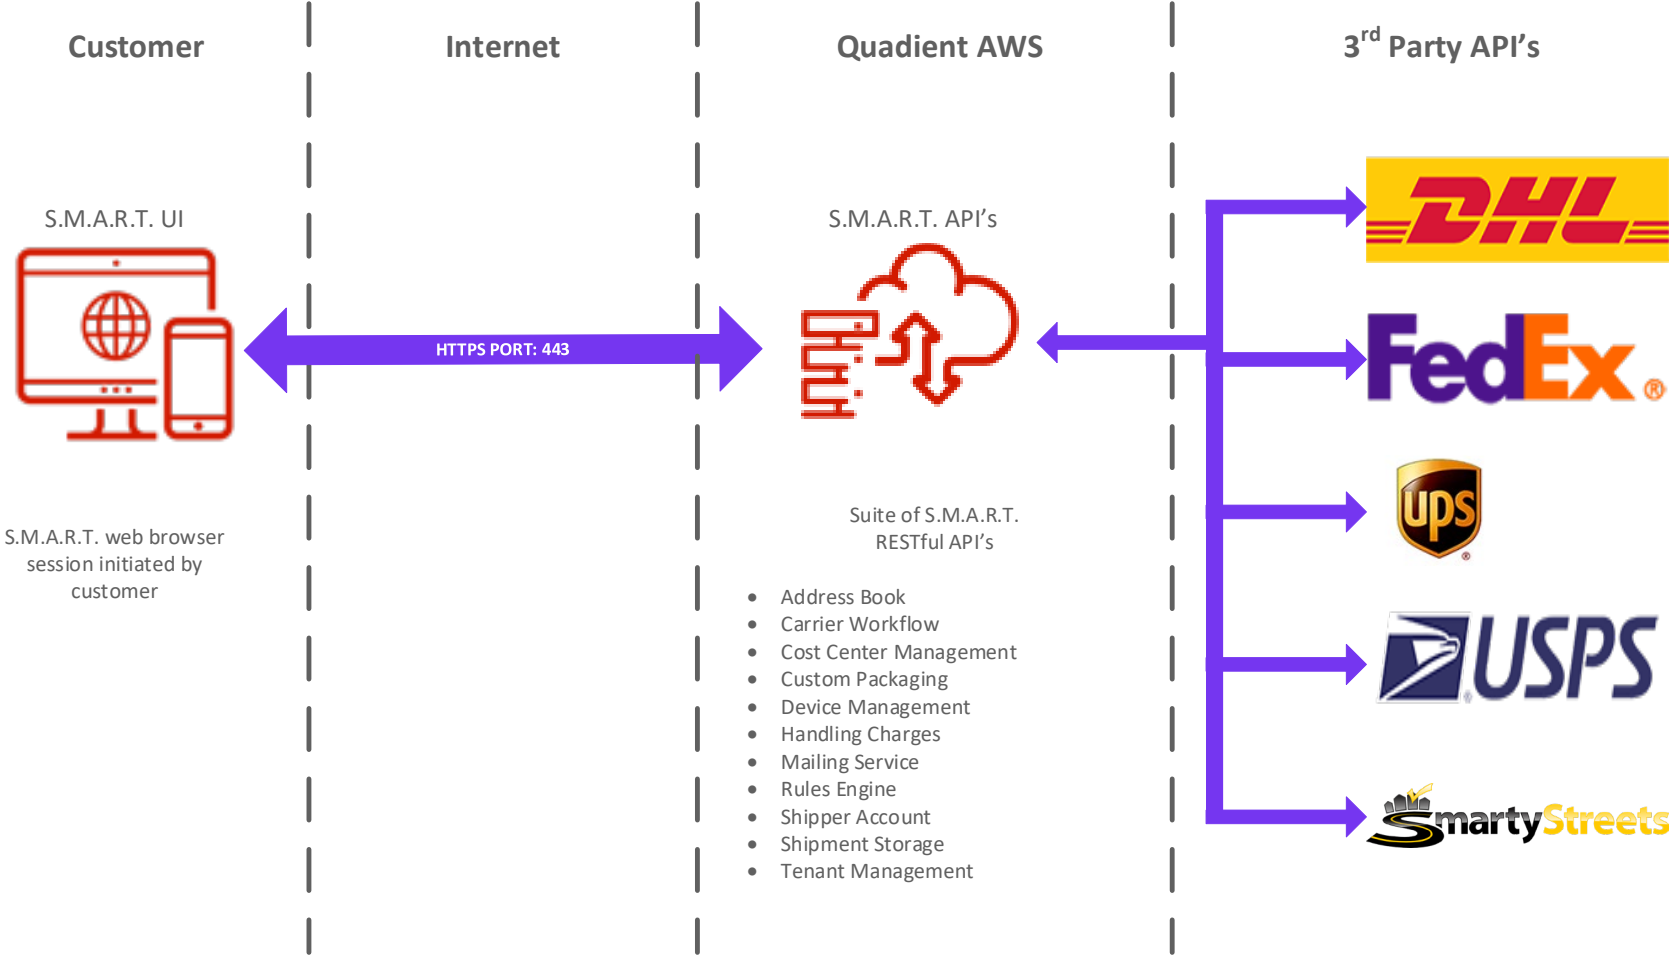 Customer
Internet
Quadient AWS
3rd Party API's
S.M.A.R.T. UI
S.M.A.R.T. API's
DHL
FedEx®
HTTPS PORT: 443
ups
®
S.M.A.R.T. web browser
session initiated by
customer
Suite of S.M.A.R.T.
RESTful API's
• Address Book
• Carrier Workflow
• Cost Center Management
• Custom Packaging
• Device Management
• Handling Charges
• Mailing Service
• Rules Engine
• Shipper Account
• Shipment Storage
• Tenant Management
USPS
®
SmartyStreets